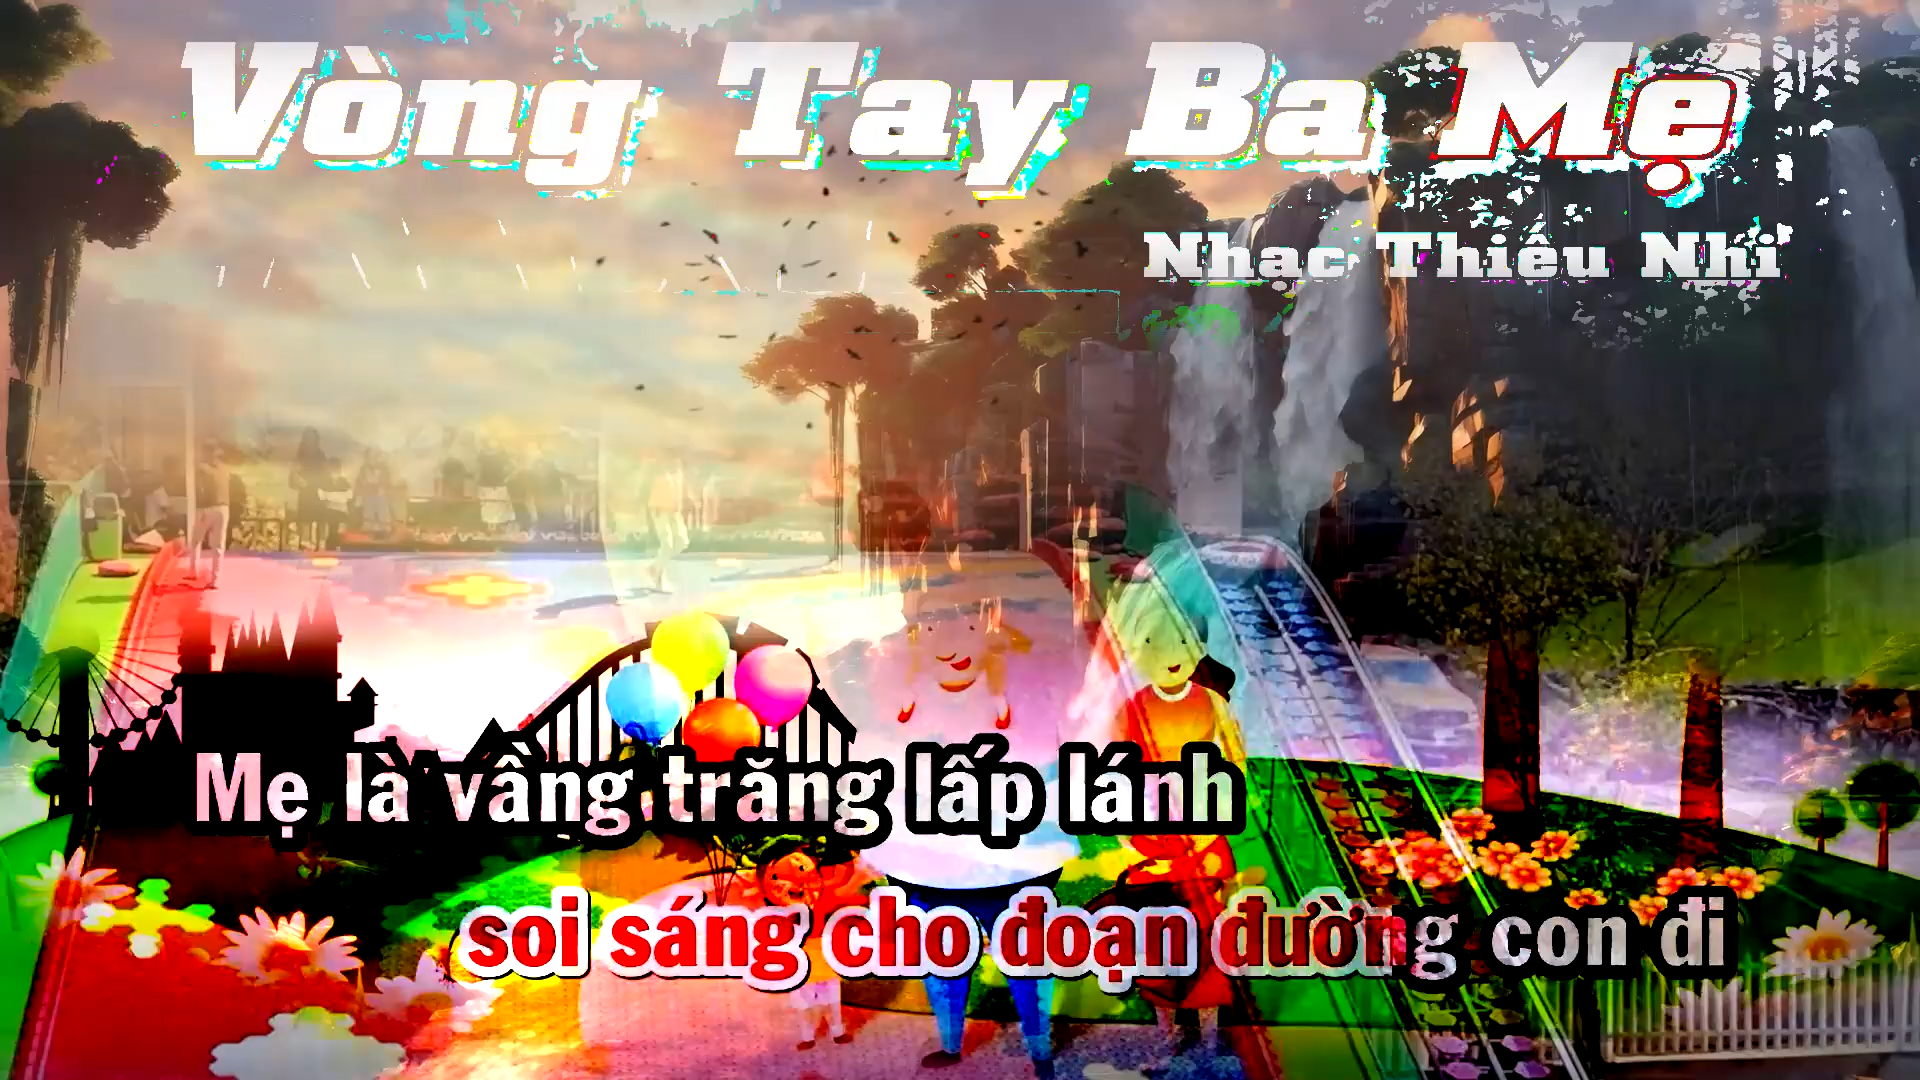 Vòng Tay Ba Mẹ
Nhạc Thiếu Nhi
Mẹ là vầng trăng lấp lánh
soi sáng cho đoạn đường con đi